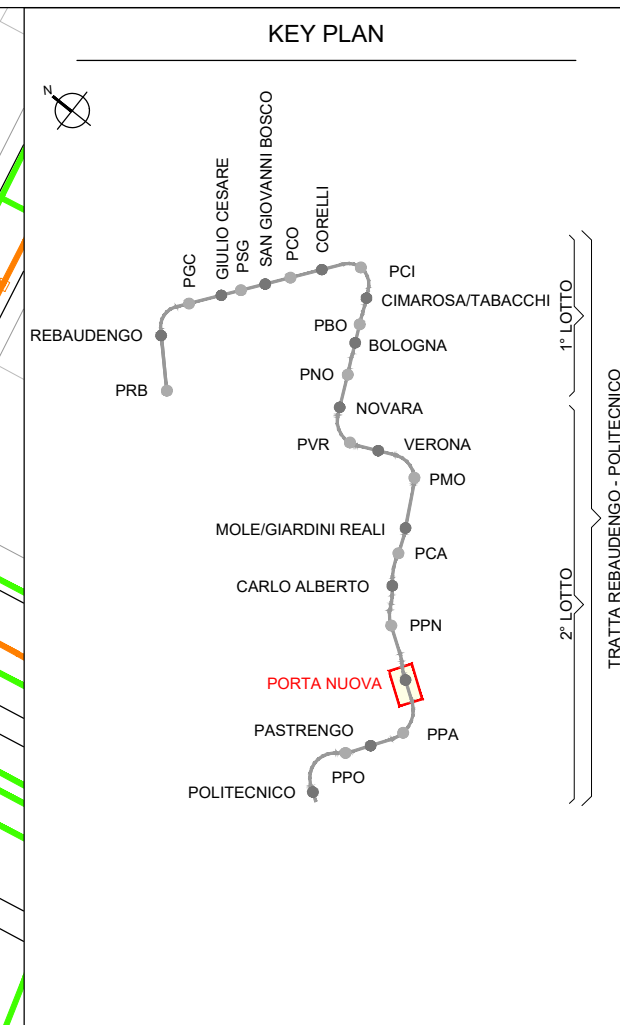 KEY PLAN
N
PGC
GIULIO CESARE
PSG
SAN GIOVANNI BOSCO
PCO
CORELLI
PCI
CIMAROSA/TABACCHI
REBAUDENGO
PBO
BOLOGNA
PRB
PNO
NOVARA
PVR
VERONA
PMO
MOLE/GIARDINI REALI
PCA
CARLO ALBERTO
PPN
PORTA NUOVA
PASTRENGO
PPA
PPO
POLITECNICO
1° LOTTO
2° LOTTO
TRATTA REBAUDENGO - POLITECNICO